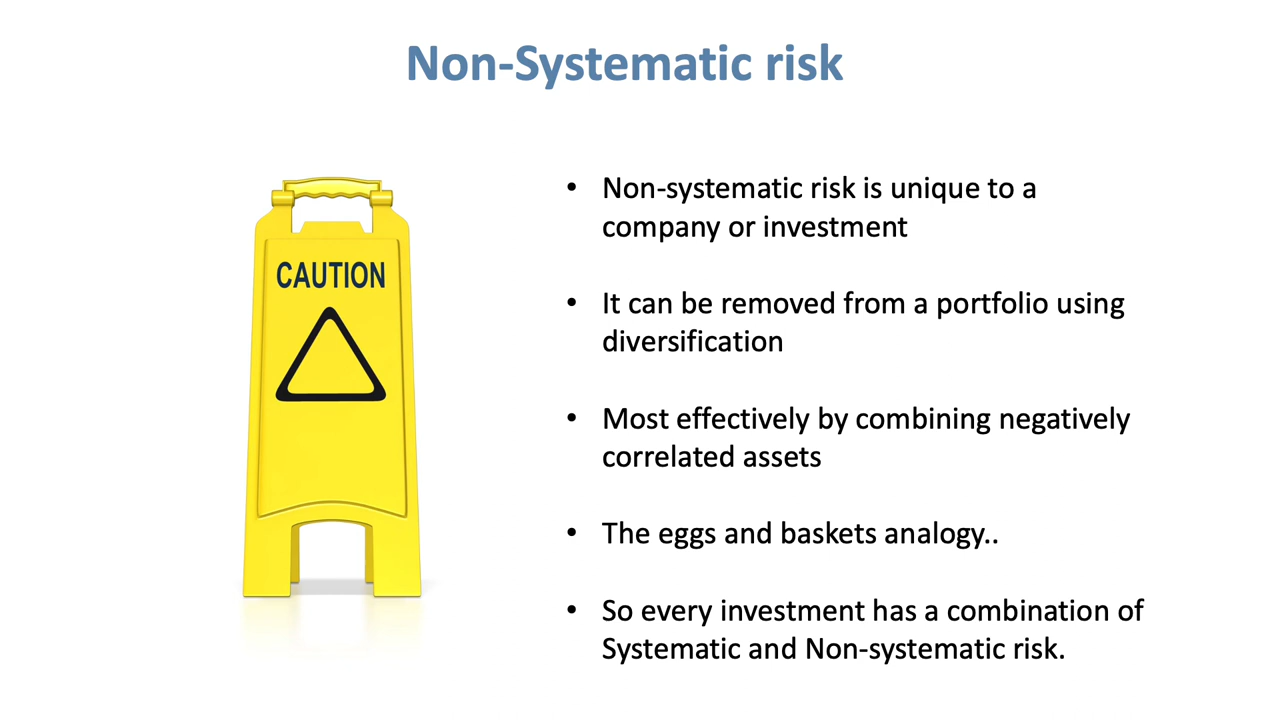 Non-Systematic risk
CAUTION
• Non-systematic risk is unique to a
company or investment
• It can be removed from a portfolio using
diversification
• Most effectively by combining negatively
correlated assets
• The eggs and baskets analogy..
• So every investment has a combination of
Systematic and Non-systematic risk.